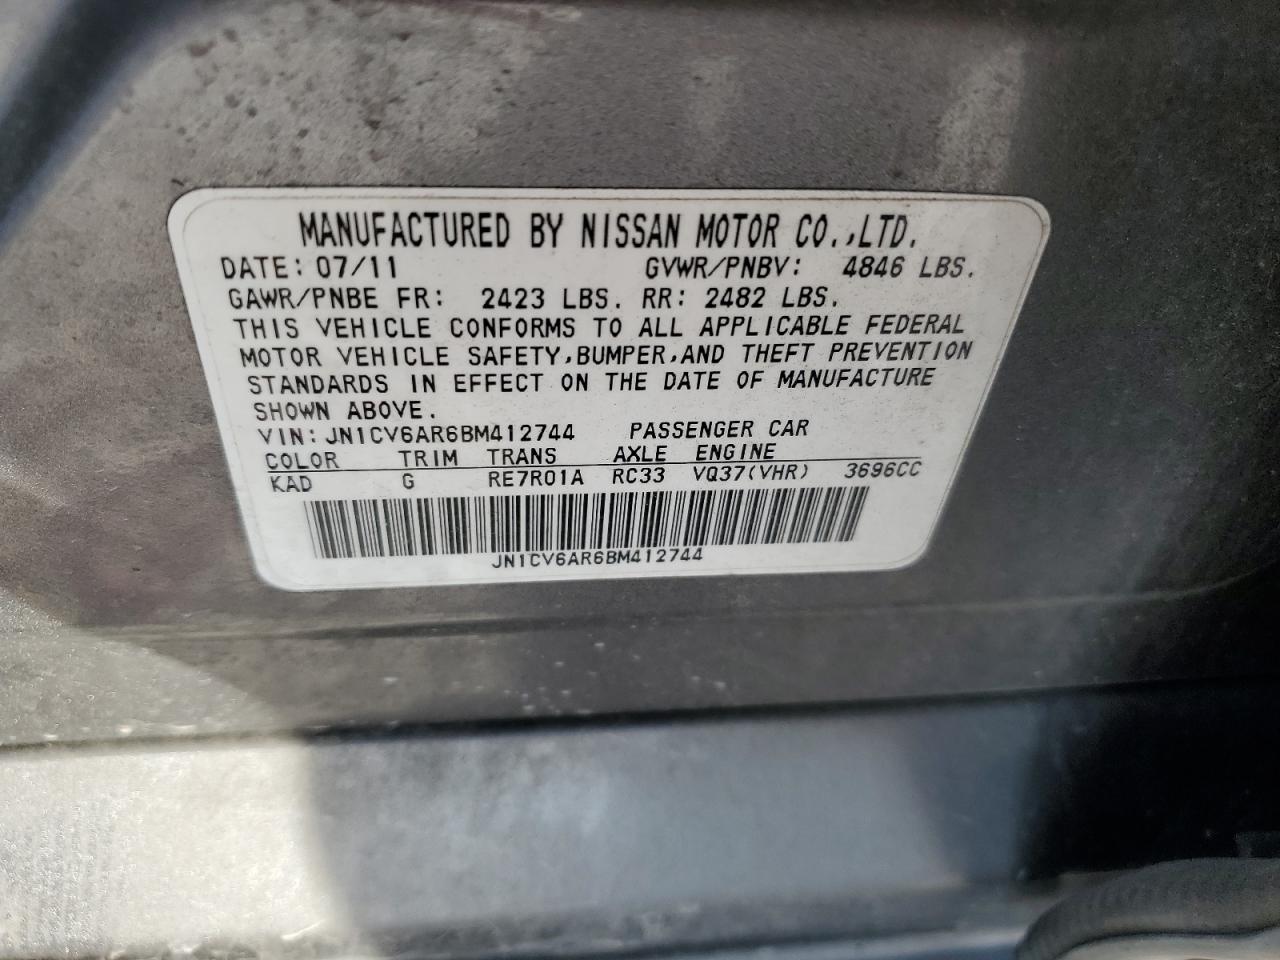 MANUFACTURED BY NISSAN MOTOR CO.,LTD.
DATE: 07/11 GVWR/PNBV: 4846 LBS.
GAWR/PNBE FR: 2423 LBS. RR: 2482 LBS.
THIS VEHICLE CONFORMS TO ALL APPLICABLE FEDERAL
MOTOR VEHICLE SAFETY,BUMPER,AND THEFT PREVENTION
STANDARDS IN EFFECT ON THE DATE OF MANUFACTURE
SHOWN ABOVE.
VIN: JN1CV6AR6BM412744 PASSENGER CAR
COLOR TRIM TRANS AXLE ENGINE
KAD G RE7R01A RC33 VQ37(VHR) 3696CC
JN1CV6AR6BM412744